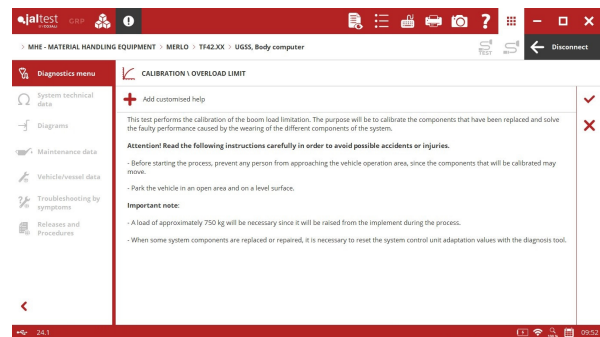 jaltest GRP
BY COJALI
> MHE - MATERIAL HANDLING EQUIPMENT > MERLO > TF42.XX > UGSS, Body computer
TEST
Disconnect
Diagnostics menu
CALIBRATION \ OVERLOAD LIMIT
System technical
data
Diagrams
Maintenance data
Vehicle/vessel data
Troubleshooting by
symptoms
Releases and
Procedures
Add customised help
This test performs the calibration of the boom load limitation. The purpose will be to calibrate the components that have been replaced and solve
the faulty performance caused by the wearing of the different components of the system.
Attention! Read the following instructions carefully in order to avoid possible accidents or injuries.
- Before starting the process, prevent any person from approaching the vehicle operation area, since the components that will be calibrated may
move.
- Park the vehicle in an open area and on a level surface.
Important note:
- A load of approximately 750 kg will be necessary since it will be raised from the implement during the process.
- When some system components are replaced or repaired, it is necessary to reset the system control unit adaptation values with the diagnosis tool.
24.1
100 %
09:52